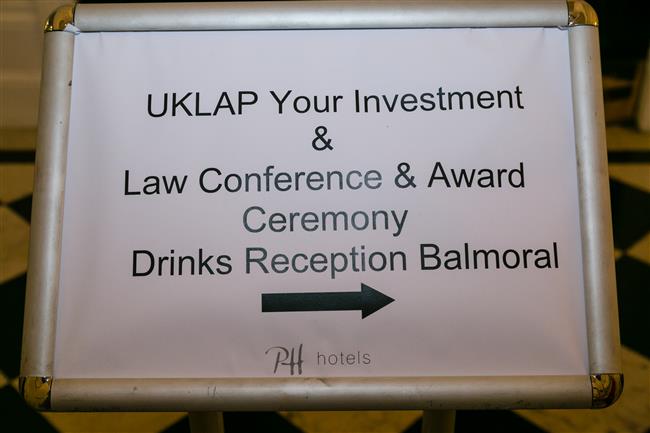 UKLAP Your Investment
&
Law Conference & Award
Ceremony
Drinks Reception Balmoral
PH hotels